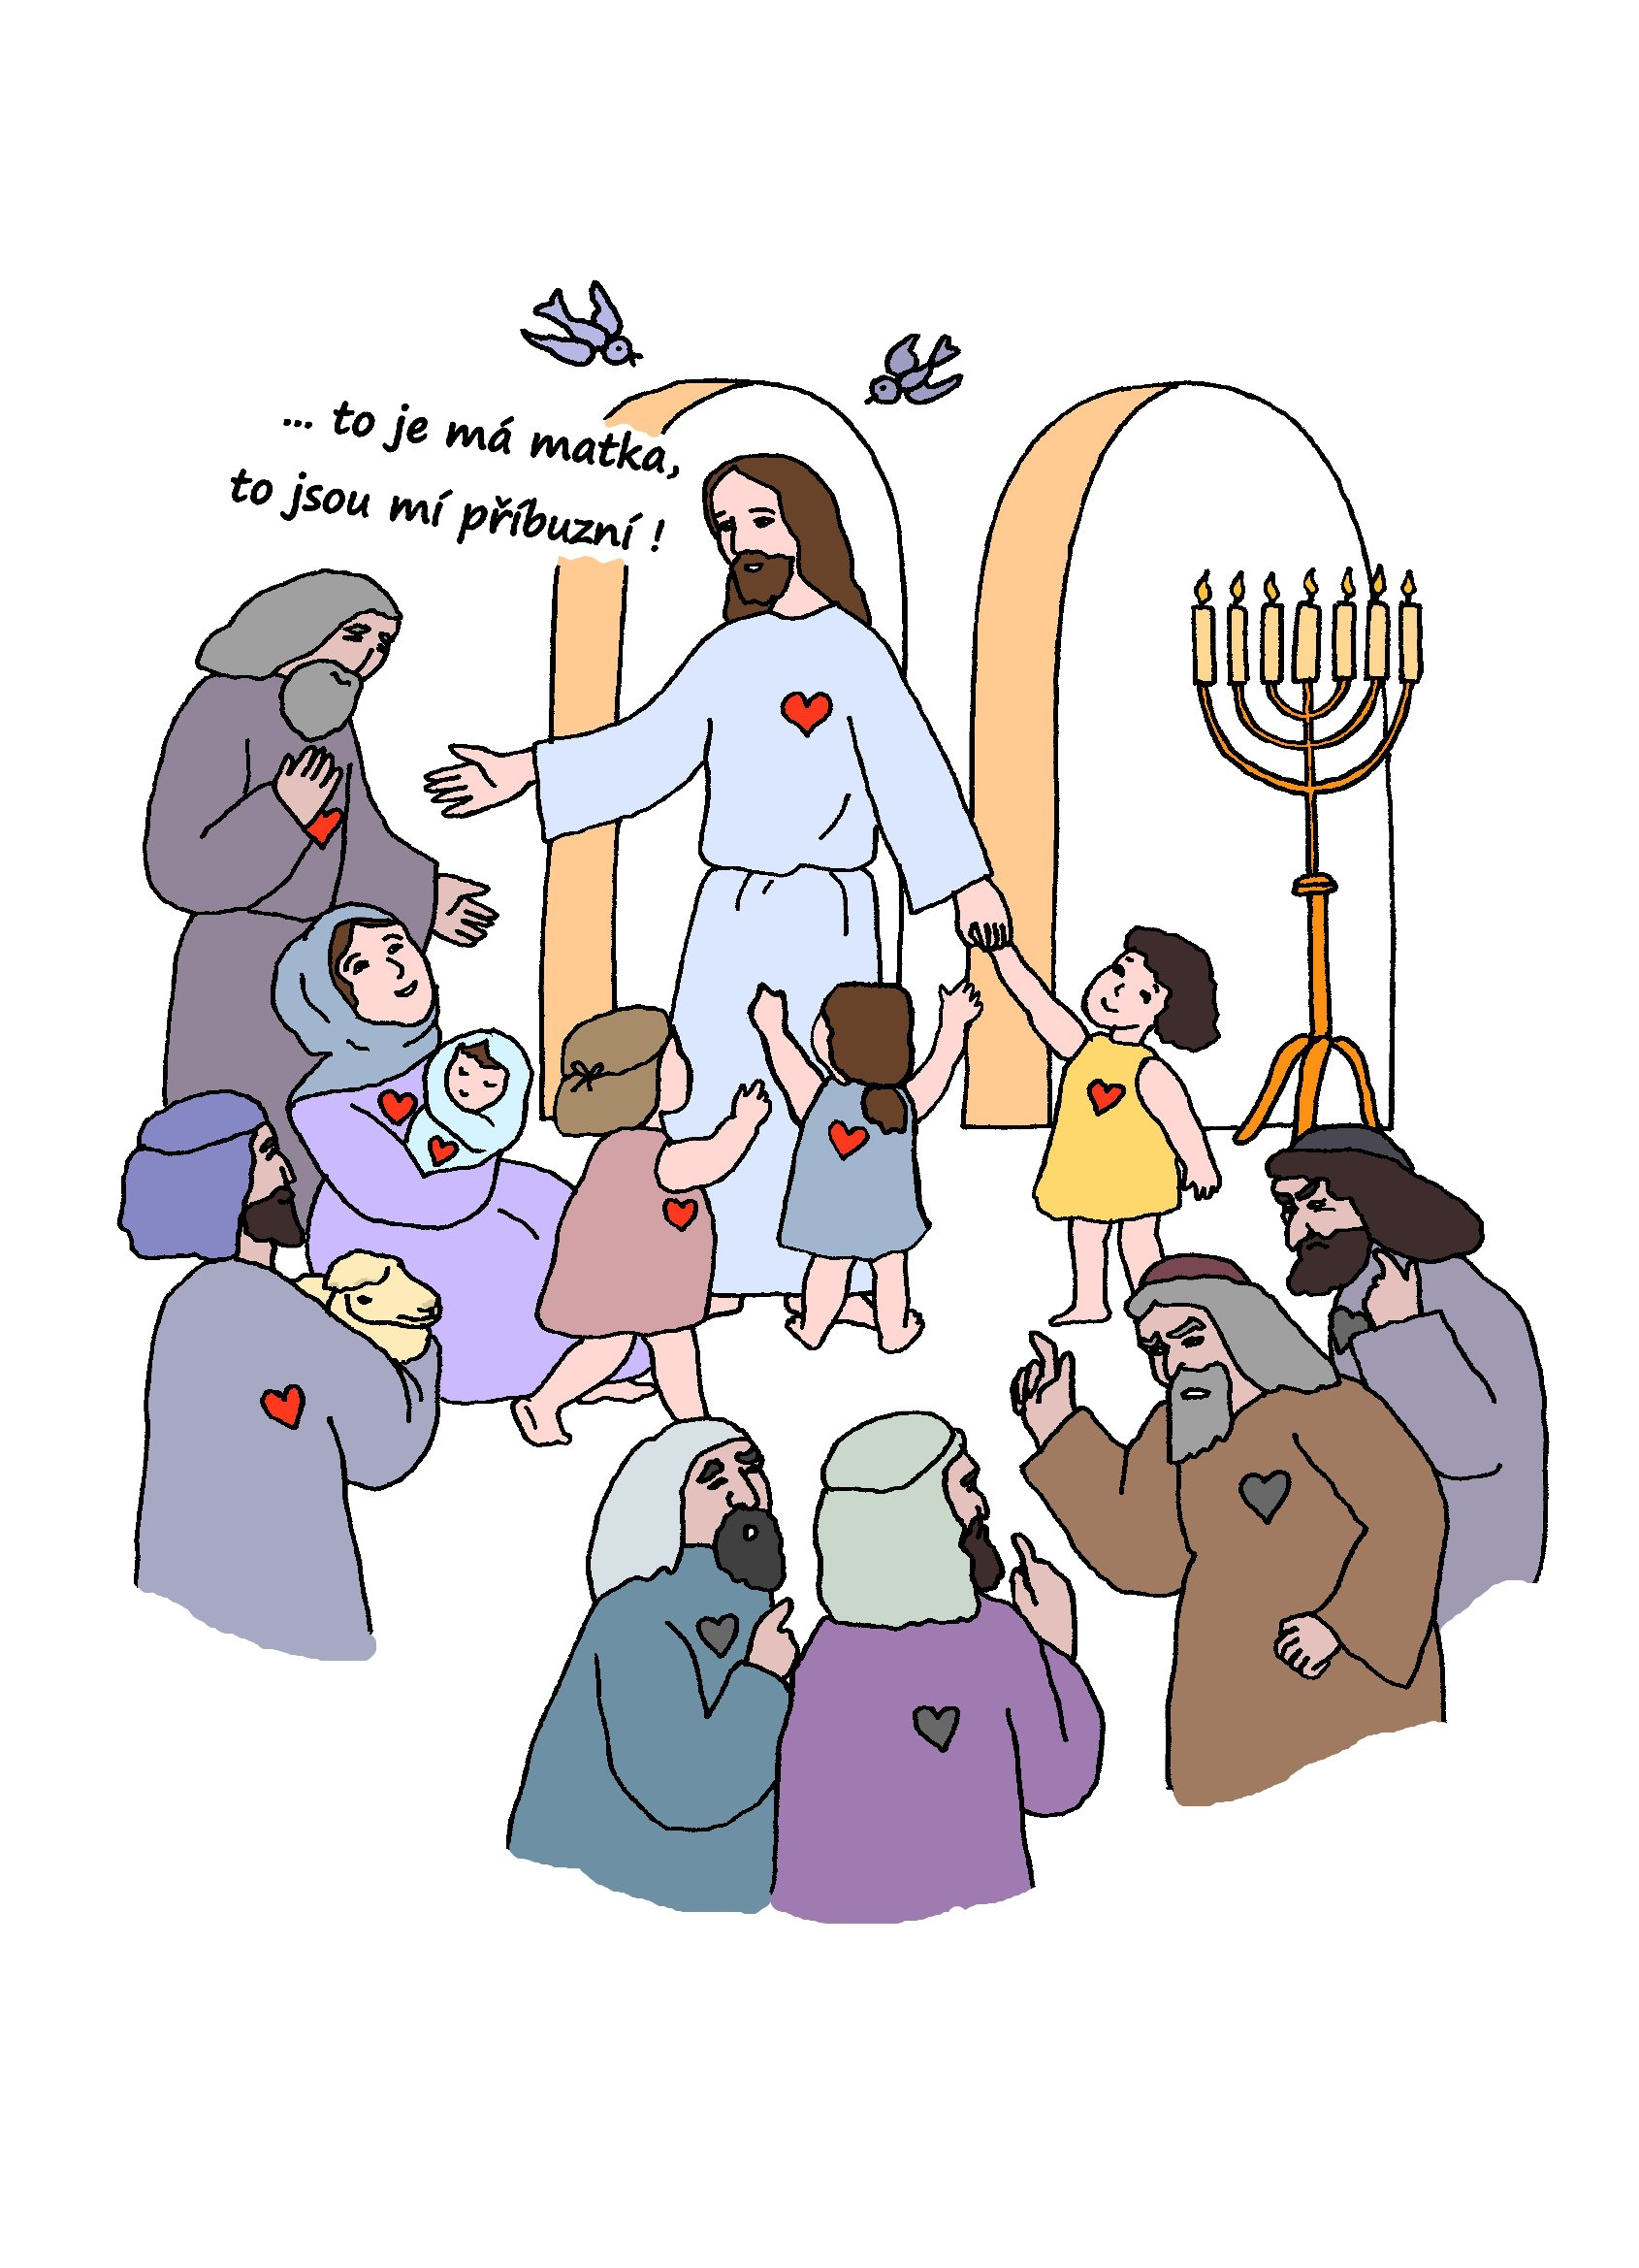 ... to je má matka,
to jsou mí příbuzní !